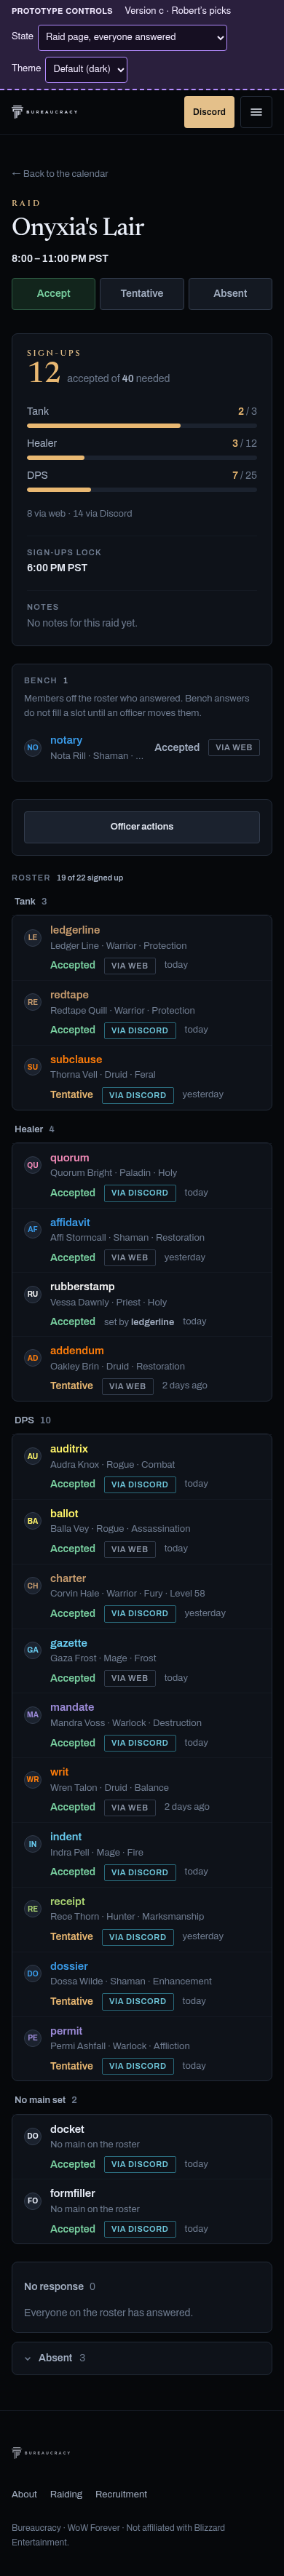 PROTOTYPE CONTROLS Version c · Robert's picks
State Raid page, everyone answered
Theme Default (dark)
BUREAUCRACY
Discord
← Back to the calendar
RAID
Onyxia's Lair
8:00 – 11:00 PM PST
Accept Tentative Absent
SIGN-UPS
12 accepted of 40 needed
Tank 2 / 3
Healer 3 / 12
DPS 7 / 25
8 via web · 14 via Discord
SIGN-UPS LOCK
6:00 PM PST
NOTES
No notes for this raid yet.
BENCH 1
Members off the roster who answered. Bench answers
do not fill a slot until an officer moves them.
NO notary
Nota Rill · Shaman · ...
Accepted VIA WEB
Officer actions
ROSTER 19 of 22 signed up
Tank 3
LE ledgerline
Ledger Line · Warrior · Protection
Accepted VIA WEB today
RE redtape
Redtape Quill · Warrior · Protection
Accepted VIA DISCORD today
SU subclause
Thorna Vell · Druid · Feral
Tentative VIA DISCORD yesterday
Healer 4
QU quorum
Quorum Bright · Paladin · Holy
Accepted VIA DISCORD today
AF affidavit
Affi Stormcall · Shaman · Restoration
Accepted VIA WEB yesterday
RU rubberstamp
Vessa Dawnly · Priest · Holy
Accepted set by ledgerline today
AD addendum
Oakley Brin · Druid · Restoration
Tentative VIA WEB 2 days ago
DPS 10
AU auditrix
Audra Knox · Rogue · Combat
Accepted VIA DISCORD today
BA ballot
Balla Vey · Rogue · Assassination
Accepted VIA WEB today
CH charter
Corvin Hale · Warrior · Fury · Level 58
Accepted VIA DISCORD yesterday
GA gazette
Gaza Frost · Mage · Frost
Accepted VIA WEB today
MA mandate
Mandra Voss · Warlock · Destruction
Accepted VIA DISCORD today
WR writ
Wren Talon · Druid · Balance
Accepted VIA WEB 2 days ago
IN indent
Indra Pell · Mage · Fire
Accepted VIA DISCORD today
RE receipt
Rece Thorn · Hunter · Marksmanship
Tentative VIA DISCORD yesterday
DO dossier
Dossa Wilde · Shaman · Enhancement
Tentative VIA DISCORD today
PE permit
Permi Ashfall · Warlock · Affliction
Tentative VIA DISCORD today
No main set 2
DO docket
No main on the roster
Accepted VIA DISCORD today
FO formfiller
No main on the roster
Accepted VIA DISCORD today
No response 0
Everyone on the roster has answered.
Absent 3
BUREAUCRACY
About Raiding Recruitment
Bureaucracy · WoW Forever · Not affiliated with Blizzard
Entertainment.